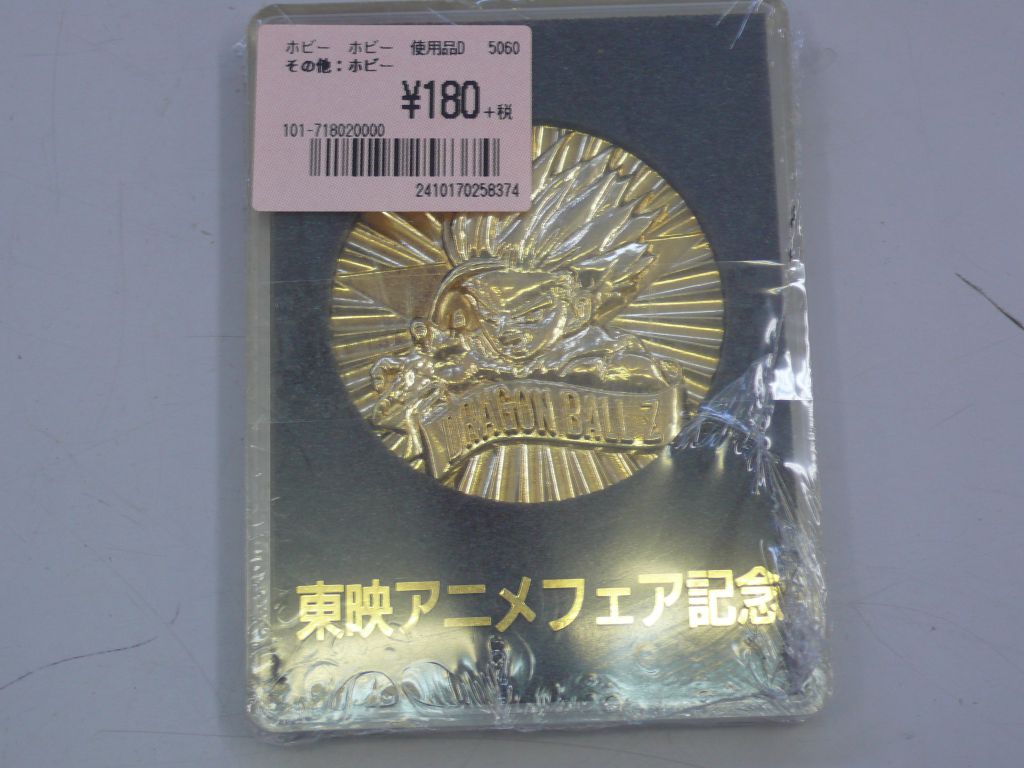 ホビー ホビー 使用品D 5060
その他：ホビー
¥180+税
101-718020000
2410170258374
DRAGON BALL Z
東映アニメフェア記念